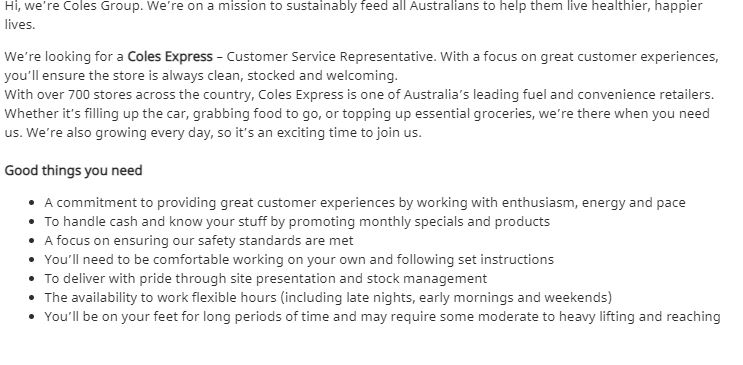 Hi, we're Coles Group. We're on a mission to sustainably feed all Australians to help them live healthier, happier
lives.
We're looking for a Coles Express – Customer Service Representative. With a focus on great customer experiences,
you'll ensure the store is always clean, stocked and welcoming.
With over 700 stores across the country, Coles Express is one of Australia's leading fuel and convenience retailers.
Whether it's filling up the car, grabbing food to go, or topping up essential groceries, we're there when you need
us. We're also growing every day, so it's an exciting time to join us.
Good things you need
• A commitment to providing great customer experiences by working with enthusiasm, energy and pace
• To handle cash and know your stuff by promoting monthly specials and products
• A focus on ensuring our safety standards are met
• You'll need to be comfortable working on your own and following set instructions
• To deliver with pride through site presentation and stock management
• The availability to work flexible hours (including late nights, early mornings and weekends)
• You'll be on your feet for long periods of time and may require some moderate to heavy lifting and reaching